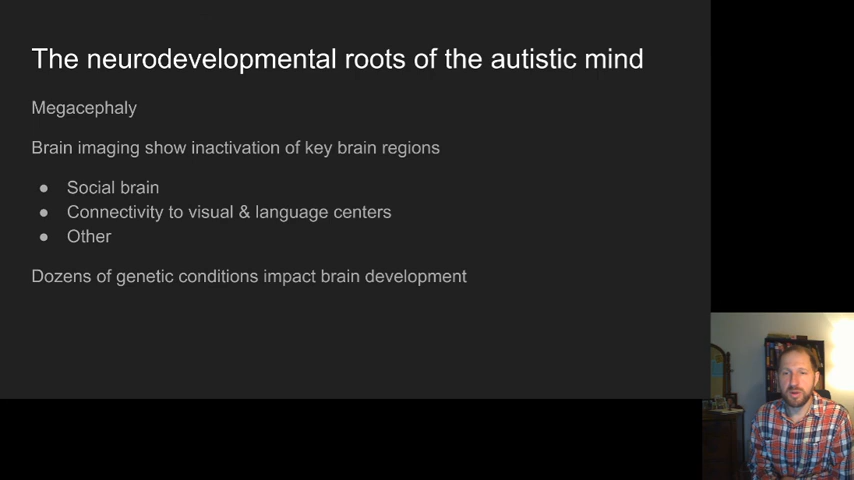 The neurodevelopmental roots of the autistic mind
Megacephaly
Brain imaging show inactivation of key brain regions
● Social brain
● Connectivity to visual & language centers
● Other
Dozens of genetic conditions impact brain development